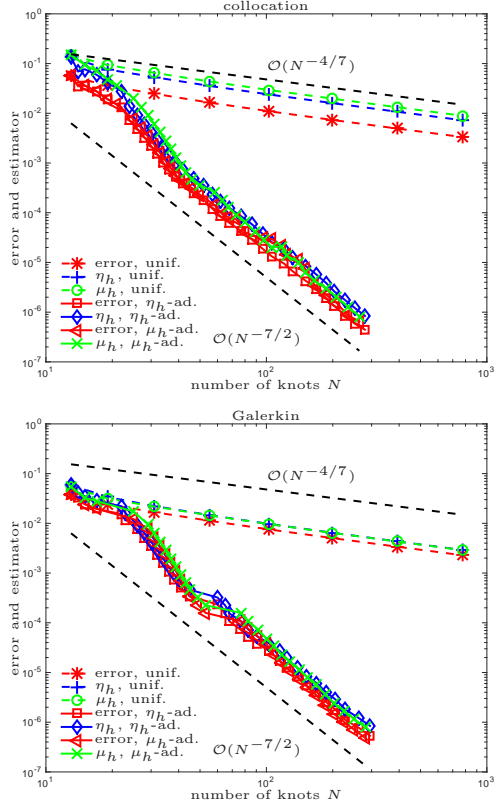 collocation
10^0
10^{-1}
10^{-2}
10^{-3}
10^{-4}
10^{-5}
10^{-6}
10^{-7}
error and estimator
O(N^{-4/7})
error, unif.
η_h, unif.
μ_h, unif.
error, η_h-ad.
η_h, η_h-ad.
error, μ_h-ad.
μ_h, μ_h-ad.
O(N^{-7/2})
10^1 10^2 10^3
number of knots N
Galerkin
10^0
10^{-1}
10^{-2}
10^{-3}
10^{-4}
10^{-5}
10^{-6}
10^{-7}
error and estimator
O(N^{-4/7})
error, unif.
η_h, unif.
μ_h, unif.
error, η_h-ad.
η_h, η_h-ad.
error, μ_h-ad.
μ_h, μ_h-ad.
O(N^{-7/2})
10^1 10^2 10^3
number of knots N